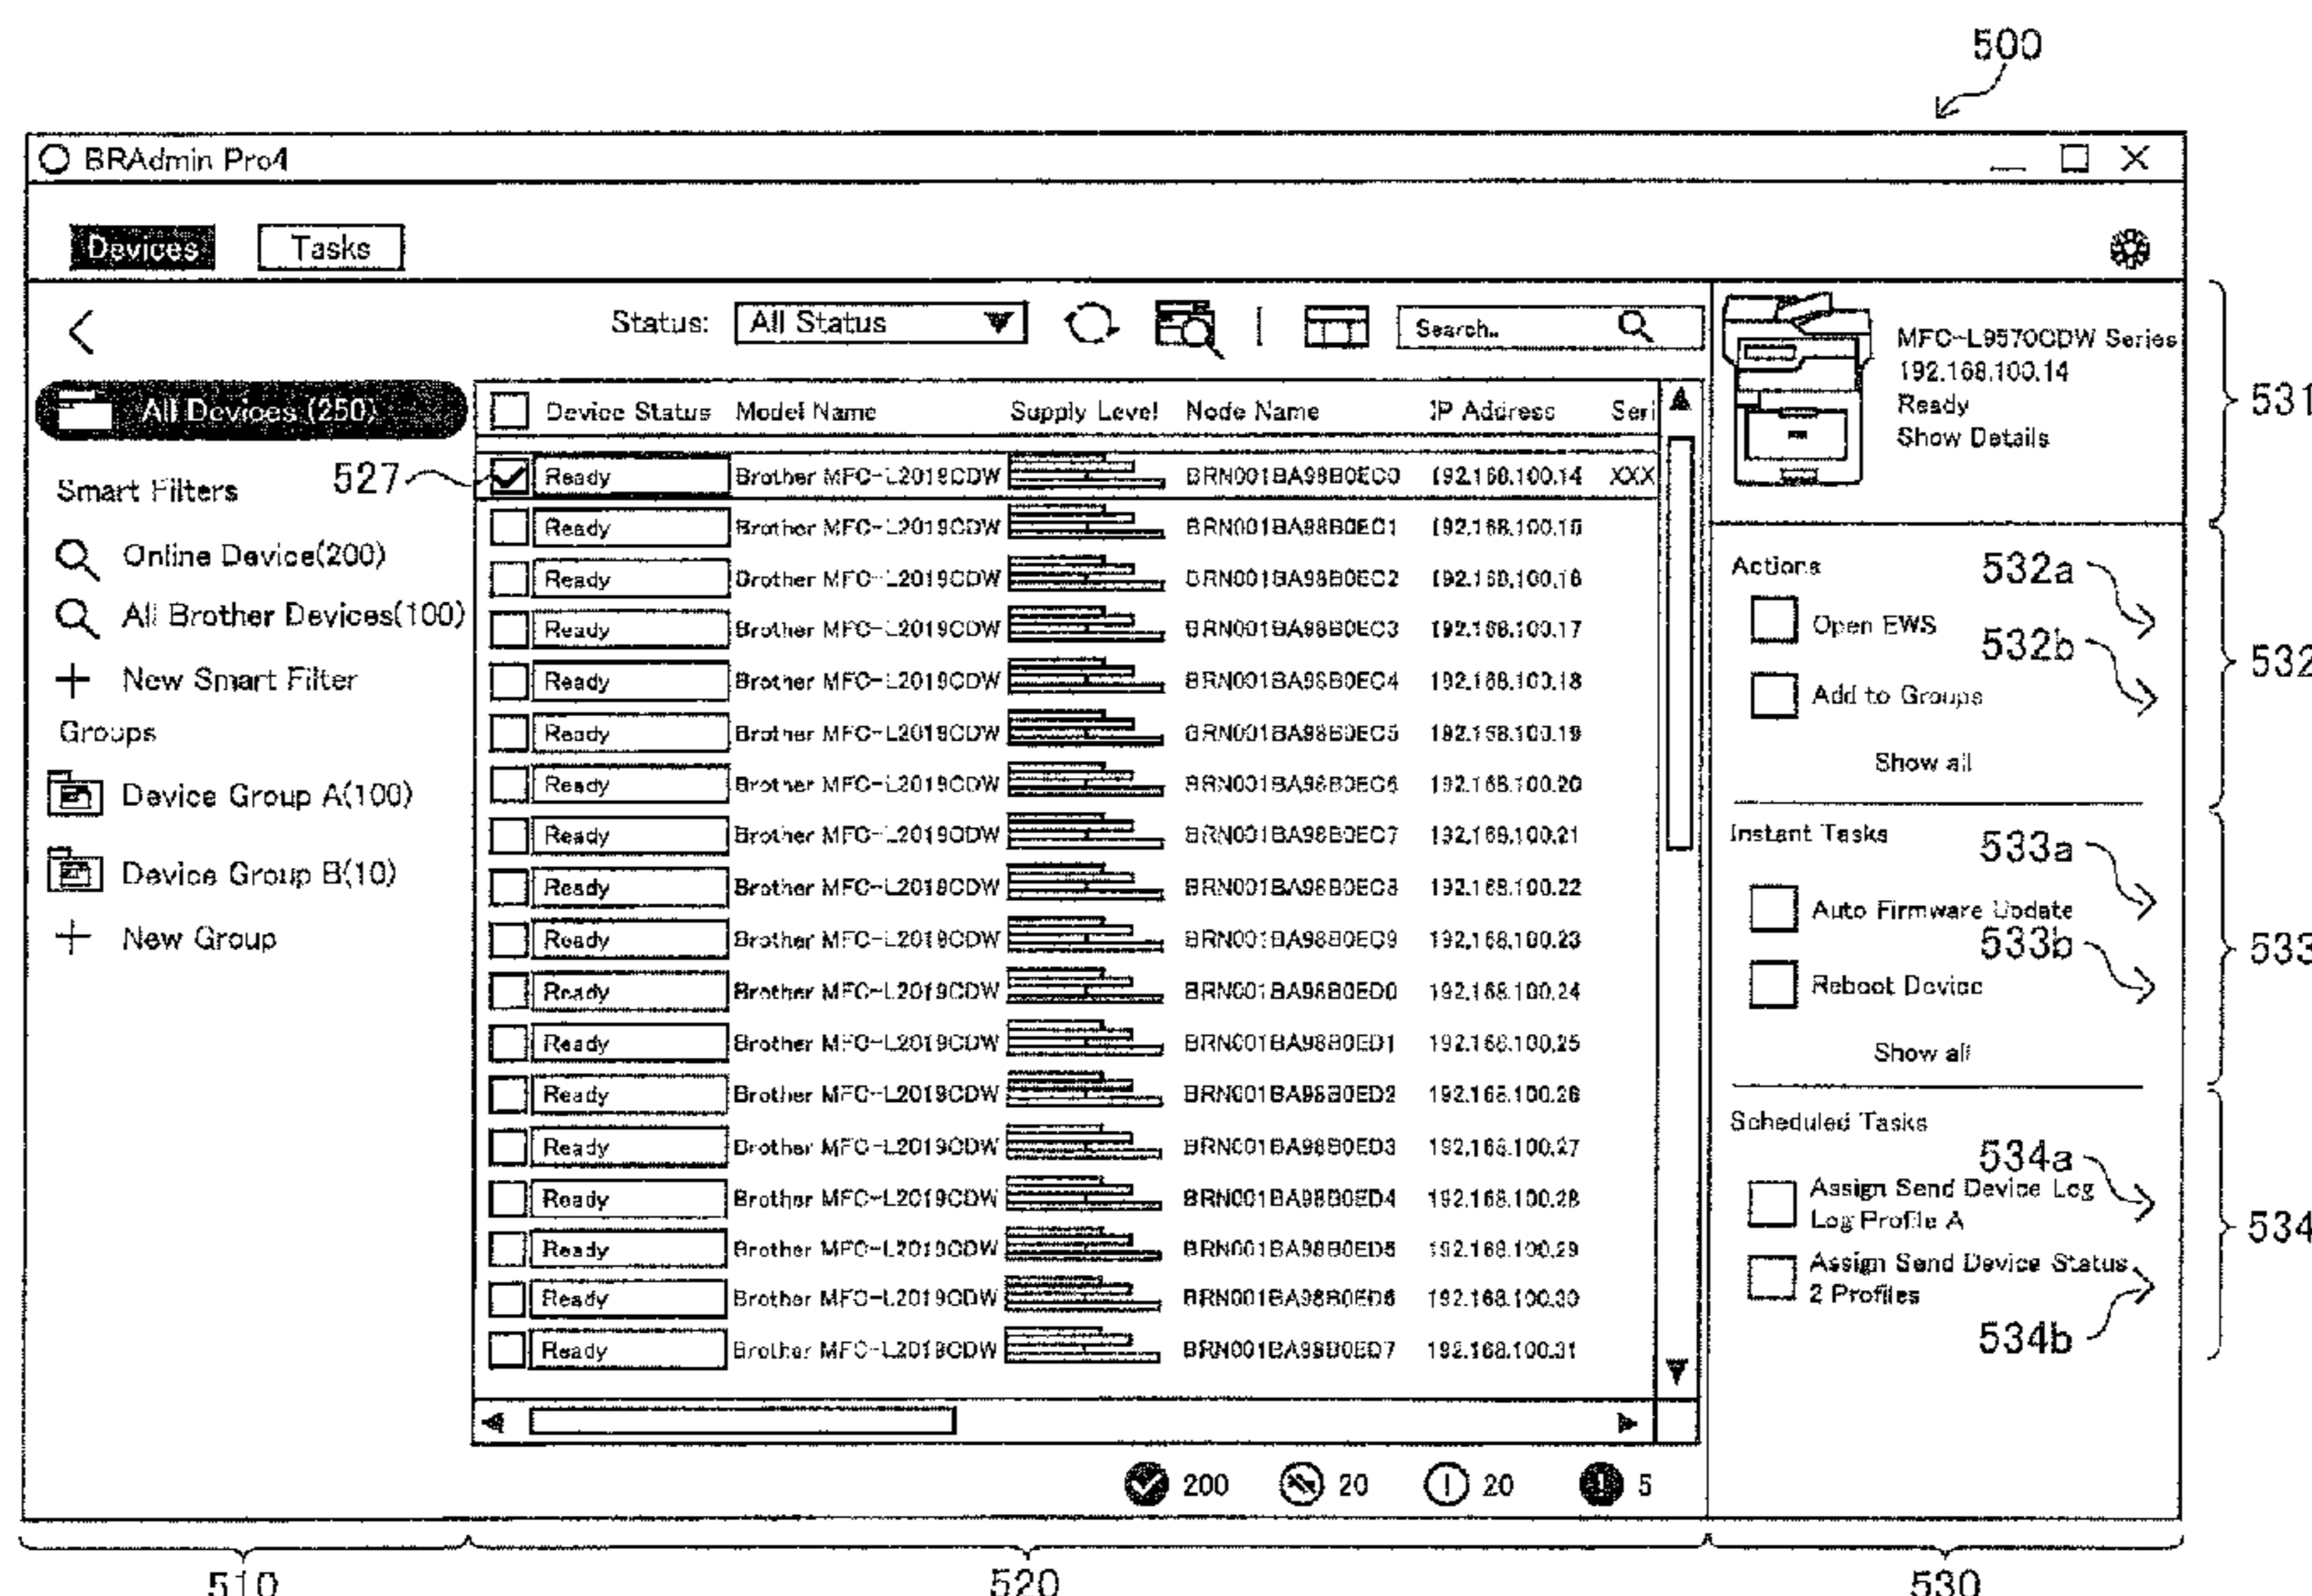 500
BRAdmin Pro4
Devices Tasks
Status: All Status Search..
All Devices (250)
Smart Filters
Online Device(200)
All Brother Devices(100)
New Smart Filter
Groups
Device Group A(100)
Device Group B(10)
New Group
527
Device Status Model Name Supply Level Node Name IP Address Seri
Ready Brother MFC-L2019CDW BRN001BA98B0EC0 192.168.100.14 XXX
Ready Brother MFC-L2019CDW BRN001BA98B0EC1 192.168.100.15
Ready Brother MFC-L2019CDW BRN001BA98B0EC2 192.168.100.16
Ready Brother MFC-L2019CDW BRN001BA98B0EC3 192.168.100.17
Ready Brother MFC-L2019CDW BRN001BA98B0EC4 192.168.100.18
Ready Brother MFC-L2019CDW BRN001BA98B0EC5 192.168.100.19
Ready Brother MFC-L2019CDW BRN001BA98B0EC6 192.168.100.20
Ready Brother MFC-L2019CDW BRN001BA98B0EC7 192.168.100.21
Ready Brother MFC-L2019CDW BRN001BA98B0EC8 192.168.100.22
Ready Brother MFC-L2019CDW BRN001BA98B0EC9 192.168.100.23
Ready Brother MFC-L2019CDW BRN001BA98B0ED0 192.168.100.24
Ready Brother MFC-L2019CDW BRN001BA98B0ED1 192.168.100.25
Ready Brother MFC-L2019CDW BRN001BA98B0ED2 192.168.100.26
Ready Brother MFC-L2019CDW BRN001BA98B0ED3 192.168.100.27
Ready Brother MFC-L2019CDW BRN001BA98B0ED4 192.168.100.28
Ready Brother MFC-L2019CDW BRN001BA98B0ED5 192.168.100.29
Ready Brother MFC-L2019CDW BRN001BA98B0ED6 192.168.100.30
Ready Brother MFC-L2019CDW BRN001BA98B0ED7 192.168.100.31
200 20 20 5
MFC-L9570CDW Series
192.168.100.14
Ready
Show Details
531
Actions
532a
Open EWS
532b
Add to Groups
Show all
532
Instant Tasks
533a
Auto Firmware Update
533b
Reboot Device
Show all
533
Scheduled Tasks
534a
Assign Send Device Log
Log Profile A
Assign Send Device Status
2 Profiles
534b
534
510 520 530